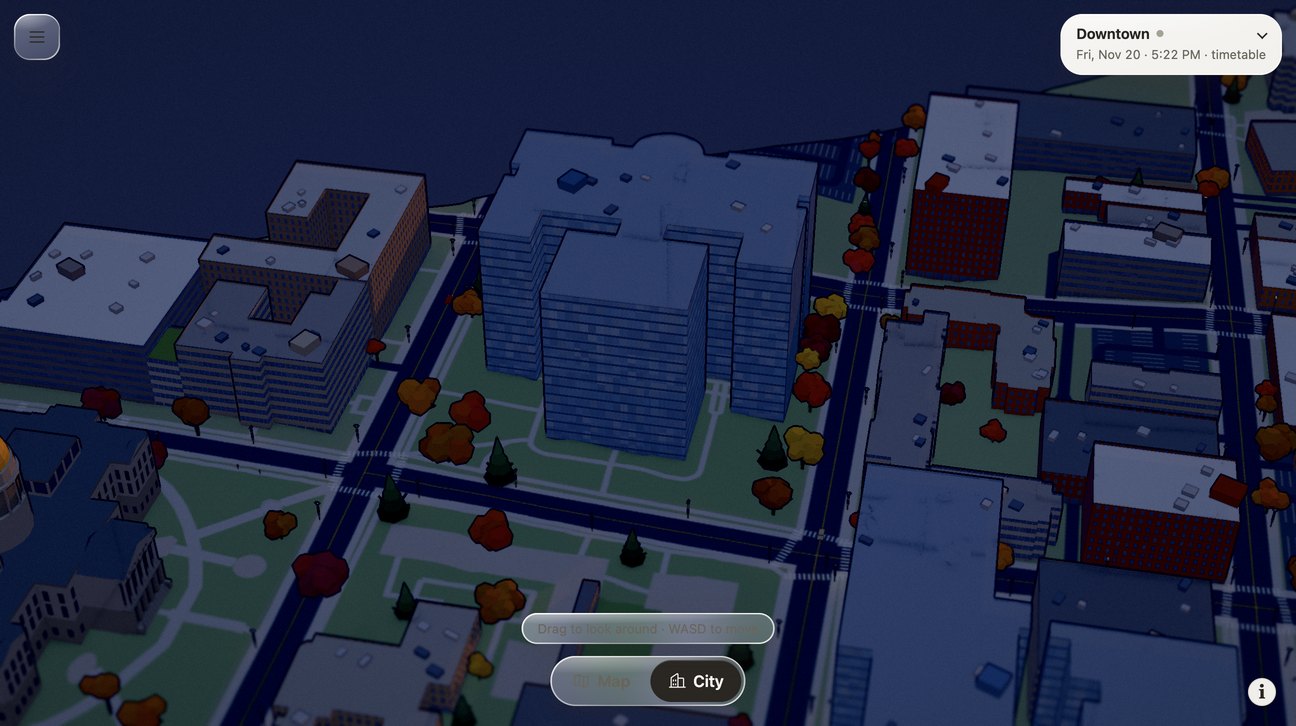 Downtown
Fri, Nov 20 · 5:22 PM · timetable
Drag to look around · WASD to move
Map
City